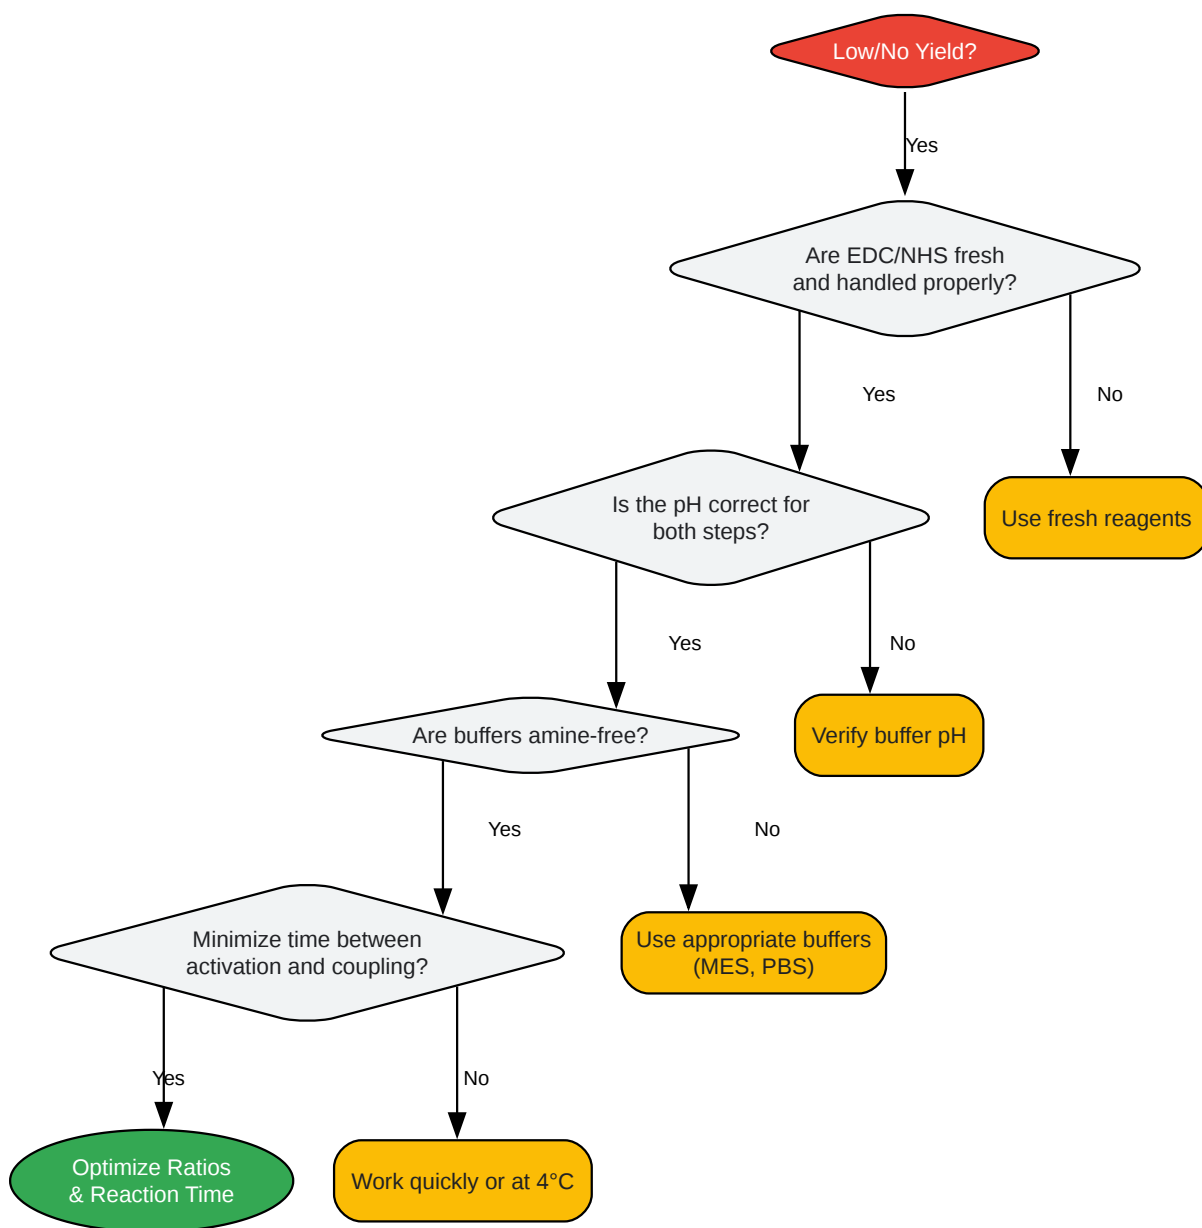 Low/No Yield?
Yes
Are EDC/NHS fresh
and handled properly?
Yes
No
Is the pH correct for
both steps?
Use fresh reagents
Yes
No
Are buffers amine-free?
Verify buffer pH
Yes
No
Minimize time between
activation and coupling?
Use appropriate buffers
(MES, PBS)
Yes
No
Optimize Ratios
& Reaction Time
Work quickly or at 4°C